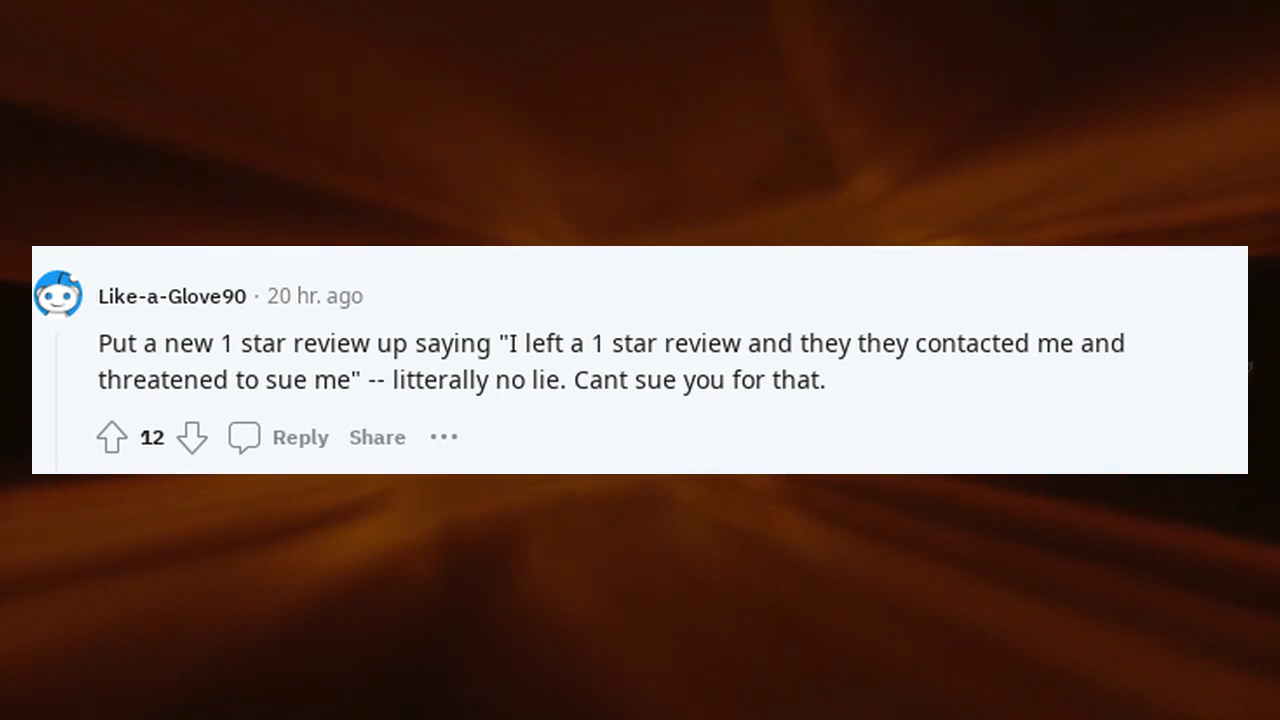 Like-a-Glove90 · 20 hr. ago
Put a new 1 star review up saying "I left a 1 star review and they they contacted me and
threatened to sue me" -- litterally no lie. Cant sue you for that.
12 Reply Share ···